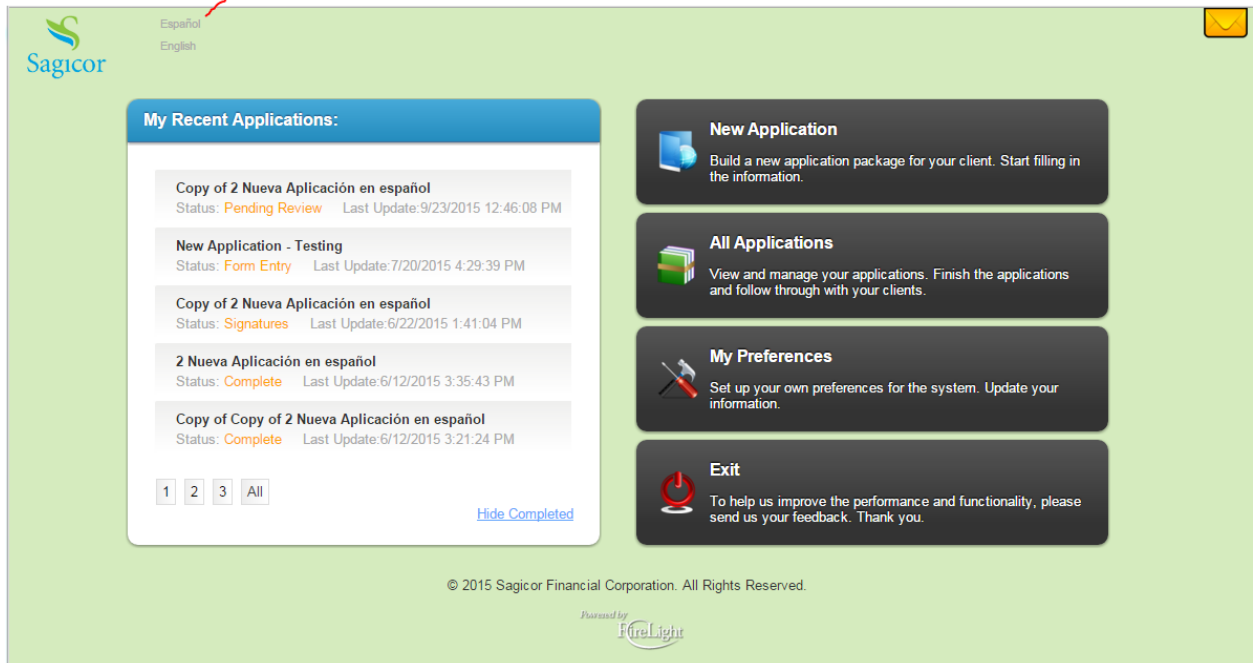 Español
English
Sagicor
My Recent Applications:
Copy of 2 Nueva Aplicación en español
Status: Pending Review Last Update:9/23/2015 12:46:08 PM
New Application - Testing
Status: Form Entry Last Update:7/20/2015 4:29:39 PM
Copy of 2 Nueva Aplicación en español
Status: Signatures Last Update:6/22/2015 1:41:04 PM
2 Nueva Aplicación en español
Status: Complete Last Update:6/12/2015 3:35:43 PM
Copy of Copy of 2 Nueva Aplicación en español
Status: Complete Last Update:6/12/2015 3:21:24 PM
1 2 3 All
Hide Completed
New Application
Build a new application package for your client. Start filling in
the information.
All Applications
View and manage your applications. Finish the applications
and follow through with your clients.
My Preferences
Set up your own preferences for the system. Update your
information.
Exit
To help us improve the performance and functionality, please
send us your feedback. Thank you.
© 2015 Sagicor Financial Corporation. All Rights Reserved.
Powered by
FireLight